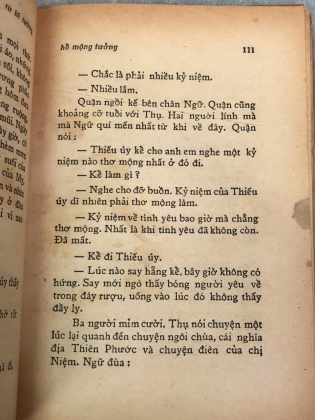 hồ mộng tưởng 111
— Chắc là phải nhiều kỷ niệm.
— Nhiều lắm.
Quận ngồi kế bên chân Ngữ. Quận cũng
khoảng cỡ tuổi với Thụ. Hai người lính mà
mà Ngữ quí mến nhất từ khi về đây. Quận
nói :
— Thiếu úy kể cho anh em nghe một kỷ
niệm nào thơ mộng nhất ở đó đi.
— Kể làm gì ?
— Nghe cho đỡ buồn. Kỷ niệm của Thiếu
úy dĩ nhiên phải thơ mộng lắm.
— Kỷ niệm về tình yêu bao giờ mà chẳng
thơ mộng. Nhất là khi tình yêu đã không còn.
Đã mất.
— Kể đi Thiếu úy.
— Lúc nào say hẵng kể, bây giờ không có
hứng. Say mới ngó thấy bóng người yêu về
trong đáy rượu, uống vào lúc đó không thấy
đầy ly.
Ba người mỉm cười. Thụ nói chuyện một
lúc lại quanh đến chuyện ngôi chùa, cái nghĩa
địa Thiên Phước và chuyện điên của chị
Niệm. Ngữ đùa :